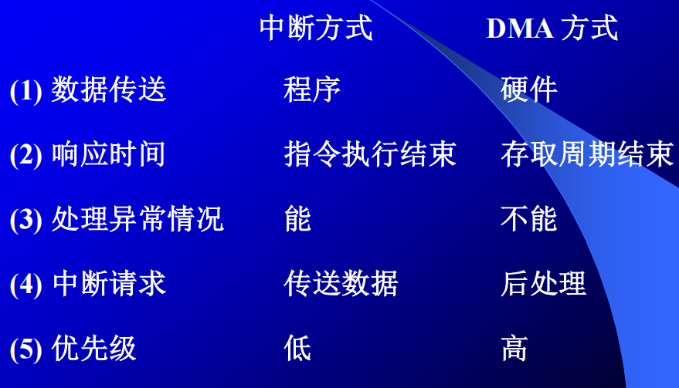 中断方式 DMA 方式
(1) 数据传送 程序 硬件
(2) 响应时间 指令执行结束 存取周期结束
(3) 处理异常情况 能 不能
(4) 中断请求 传送数据 后处理
(5) 优先级 低 高